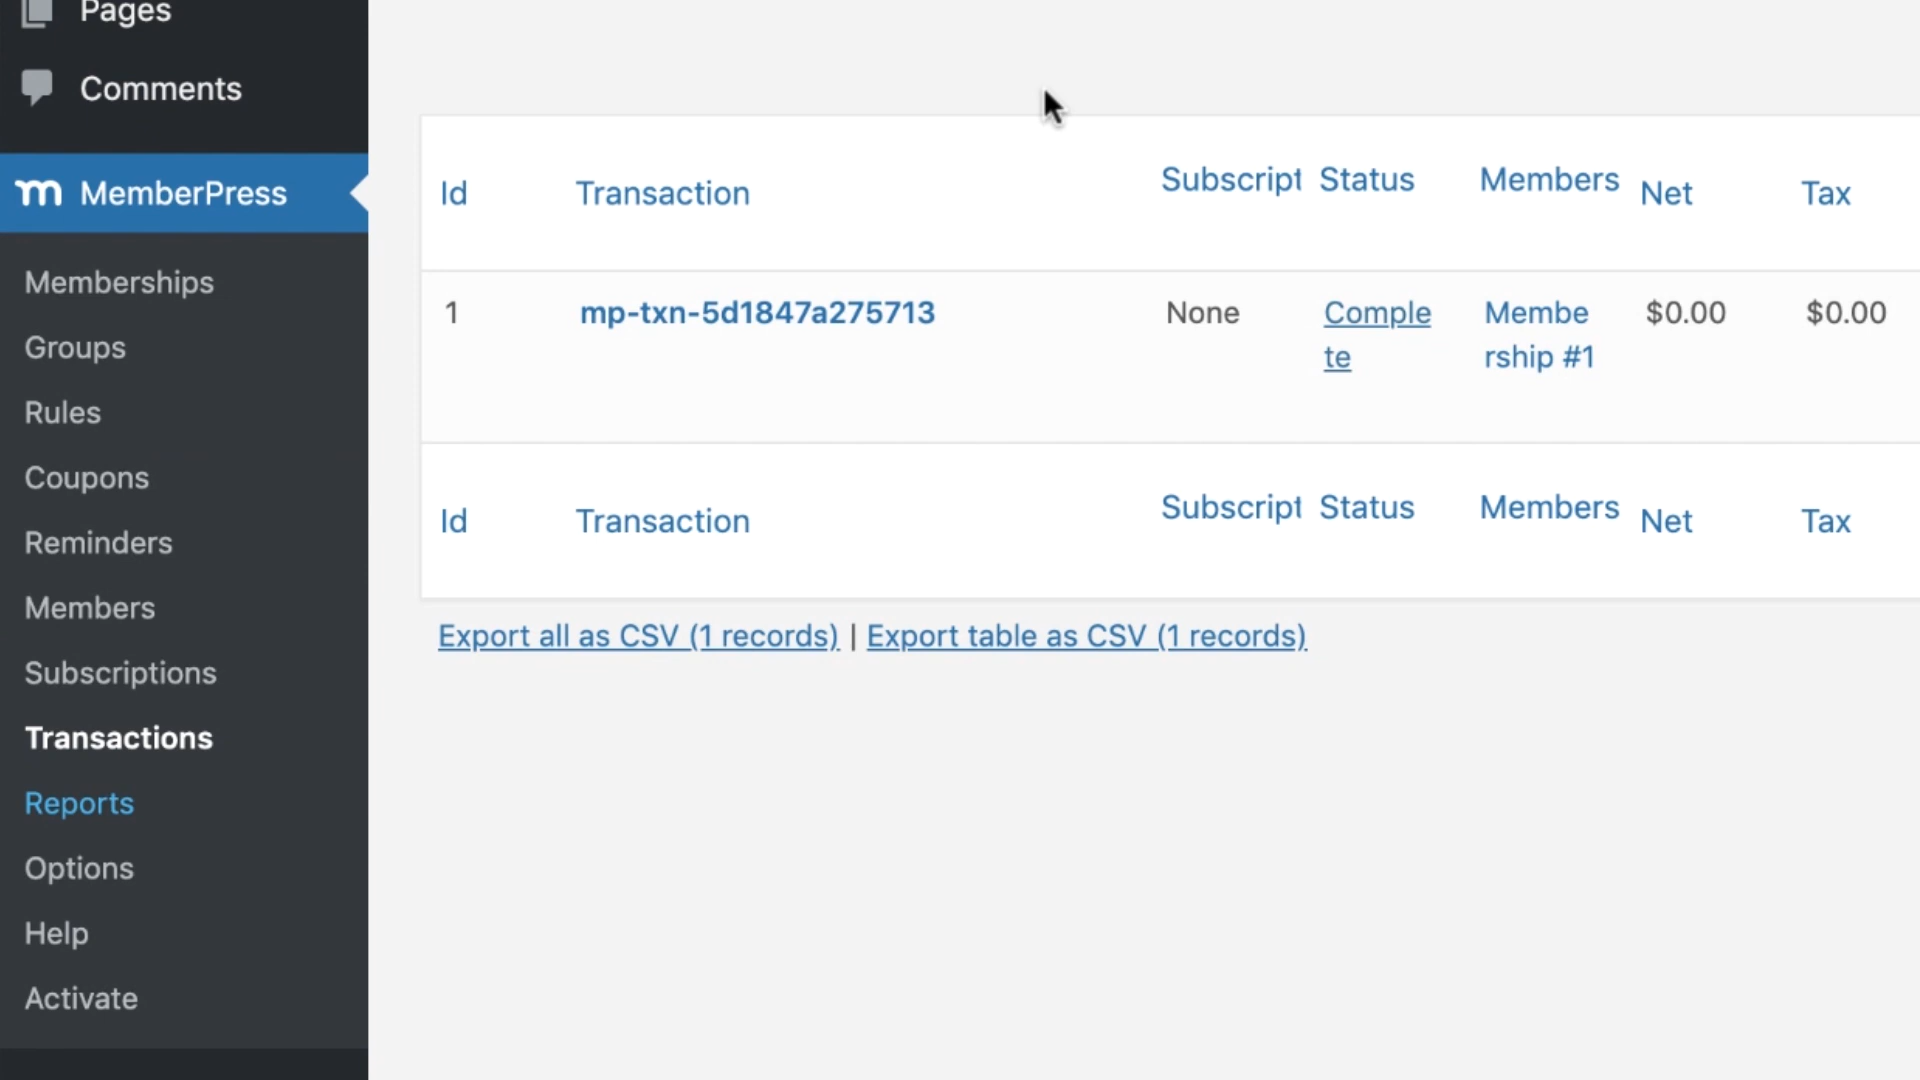 Pages
Comments
MemberPress
Memberships
Groups
Rules
Coupons
Reminders
Members
Subscriptions
Transactions
Reports
Options
Help
Activate
Id Transaction Subscript Status Members Net Tax
1 mp-txn-5d1847a275713 None Comple Membe $0.00 $0.00
te rship #1
Id Transaction Subscript Status Members Net Tax
Export all as CSV (1 records) | Export table as CSV (1 records)